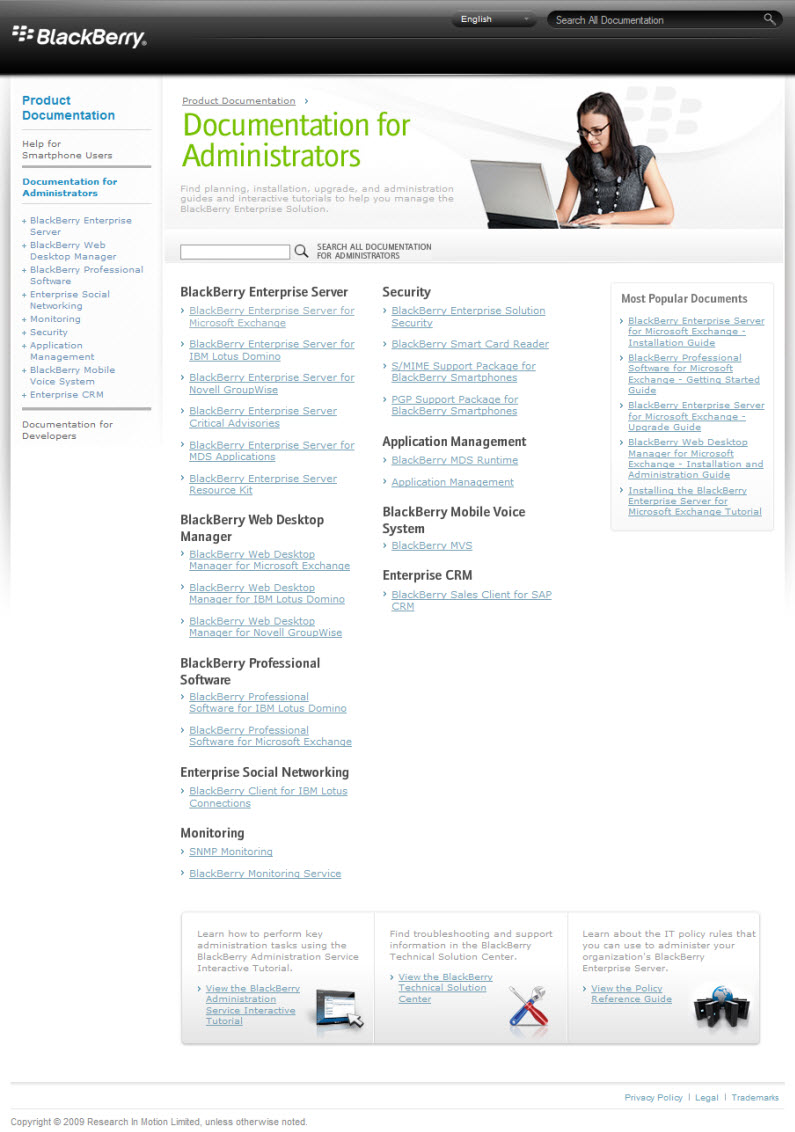 BlackBerry
English
Search All Documentation
Product
Documentation
Help for
Smartphone Users
Documentation for
Administrators
+ BlackBerry Enterprise
Server
+ BlackBerry Web
Desktop Manager
+ BlackBerry Professional
Software
+ Enterprise Social
Networking
+ Monitoring
+ Security
+ Application
Management
+ BlackBerry Mobile
Voice System
+ Enterprise CRM
Documentation for
Developers
Product Documentation ›
Documentation for
Administrators
Find planning, installation, upgrade, and administration
guides and interactive tutorials to help you manage the
BlackBerry Enterprise Solution.
SEARCH ALL DOCUMENTATION
FOR ADMINISTRATORS
BlackBerry Enterprise Server
› BlackBerry Enterprise Server for
Microsoft Exchange
› BlackBerry Enterprise Server for
IBM Lotus Domino
› BlackBerry Enterprise Server for
Novell GroupWise
› BlackBerry Enterprise Server
Critical Advisories
› BlackBerry Enterprise Server for
MDS Applications
› BlackBerry Enterprise Server
Resource Kit
BlackBerry Web Desktop
Manager
› BlackBerry Web Desktop
Manager for Microsoft Exchange
› BlackBerry Web Desktop
Manager for IBM Lotus Domino
› BlackBerry Web Desktop
Manager for Novell GroupWise
BlackBerry Professional
Software
› BlackBerry Professional
Software for IBM Lotus Domino
› BlackBerry Professional
Software for Microsoft Exchange
Enterprise Social Networking
› BlackBerry Client for IBM Lotus
Connections
Monitoring
› SNMP Monitoring
› BlackBerry Monitoring Service
Security
› BlackBerry Enterprise Solution
Security
› BlackBerry Smart Card Reader
› S/MIME Support Package for
BlackBerry Smartphones
› PGP Support Package for
BlackBerry Smartphones
Application Management
› BlackBerry MDS Runtime
› Application Management
BlackBerry Mobile Voice
System
› BlackBerry MVS
Enterprise CRM
› BlackBerry Sales Client for SAP
CRM
Most Popular Documents
› BlackBerry Enterprise Server
for Microsoft Exchange -
Installation Guide
› BlackBerry Professional
Software for Microsoft
Exchange - Getting Started
Guide
› BlackBerry Enterprise Server
for Microsoft Exchange -
Upgrade Guide
› BlackBerry Web Desktop
Manager for Microsoft
Exchange - Installation and
Administration Guide
› Installing the BlackBerry
Enterprise Server for
Microsoft Exchange Tutorial
Learn how to perform key
administration tasks using the
BlackBerry Administration Service
Interactive Tutorial.
› View the BlackBerry
Administration
Service Interactive
Tutorial
Find troubleshooting and support
information in the BlackBerry
Technical Solution Center.
› View the BlackBerry
Technical Solution
Center
Learn about the IT policy rules that
you can use to administer your
organization's BlackBerry
Enterprise Server.
› View the Policy
Reference Guide
Privacy Policy | Legal | Trademarks
Copyright © 2009 Research In Motion Limited, unless otherwise noted.